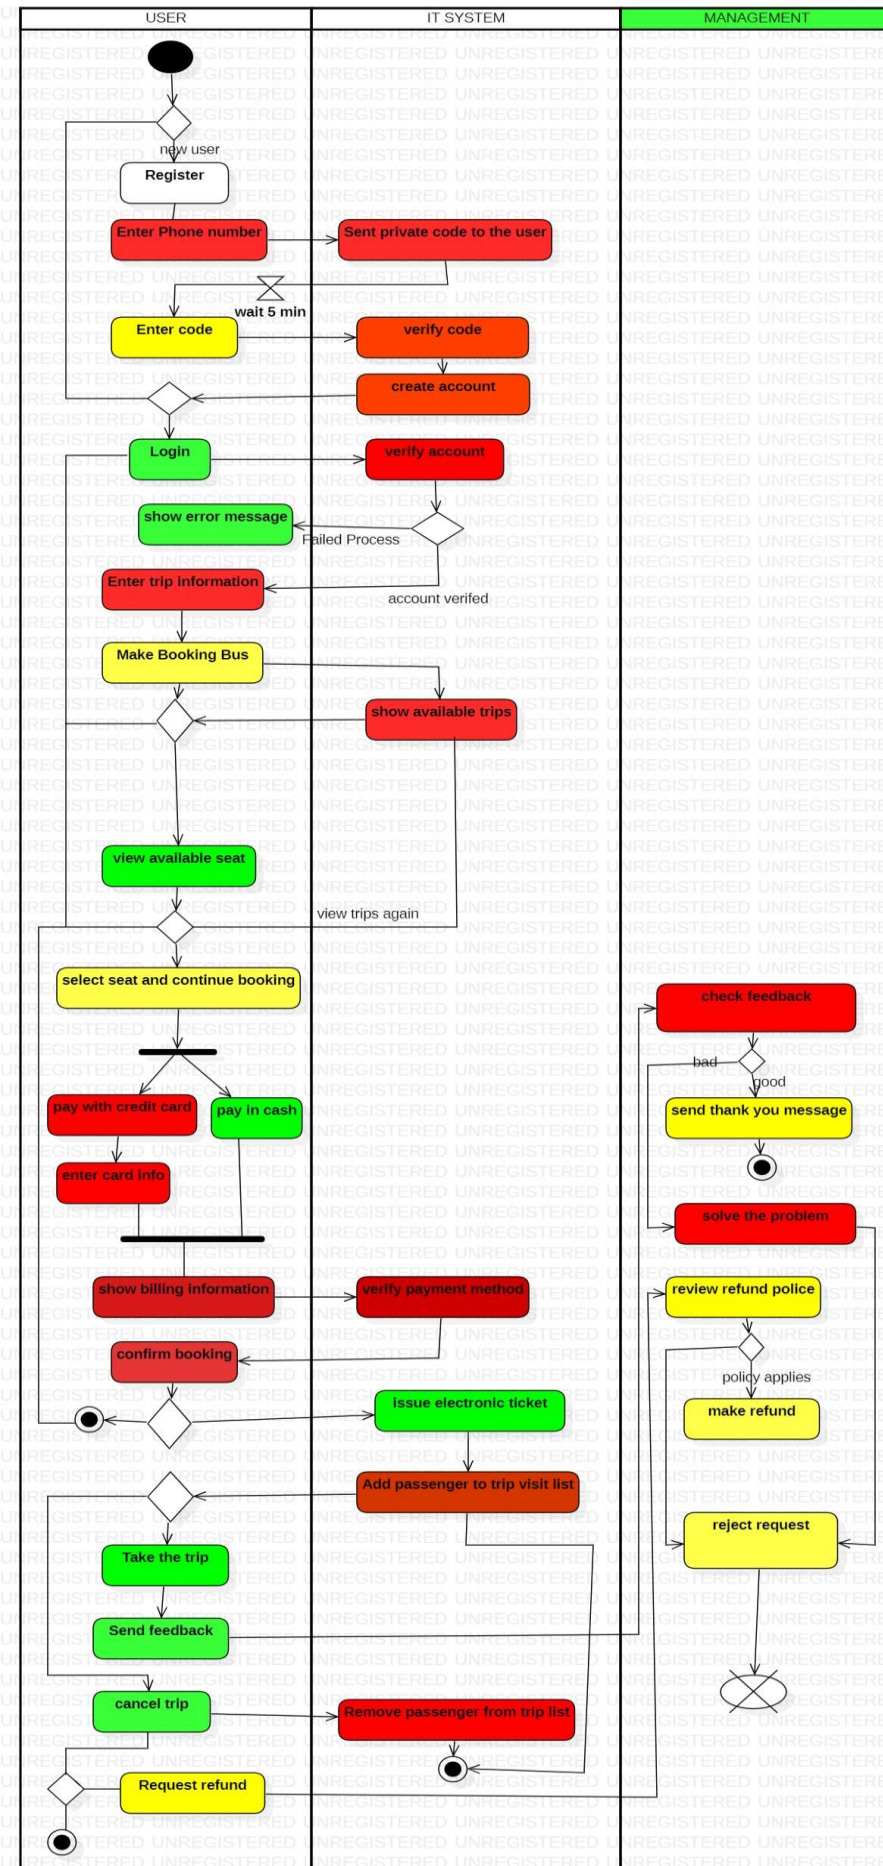 USER
IT SYSTEM
MANAGEMENT
new user
Register
Enter Phone number
Sent private code to the user
wait 5 min
Enter code
verify code
create account
Login
verify account
show error message
Failed Process
Enter trip information
account verifed
Make Booking Bus
show available trips
view available seat
view trips again
select seat and continue booking
check feedback
bad
good
pay with credit card
pay in cash
send thank you message
enter card info
solve the problem
show billing information
verify payment method
review refund police
confirm booking
policy applies
issue electronic ticket
make refund
Add passenger to trip visit list
reject request
Take the trip
Send feedback
cancel trip
Remove passenger from trip list
Request refund
UNREGISTERED